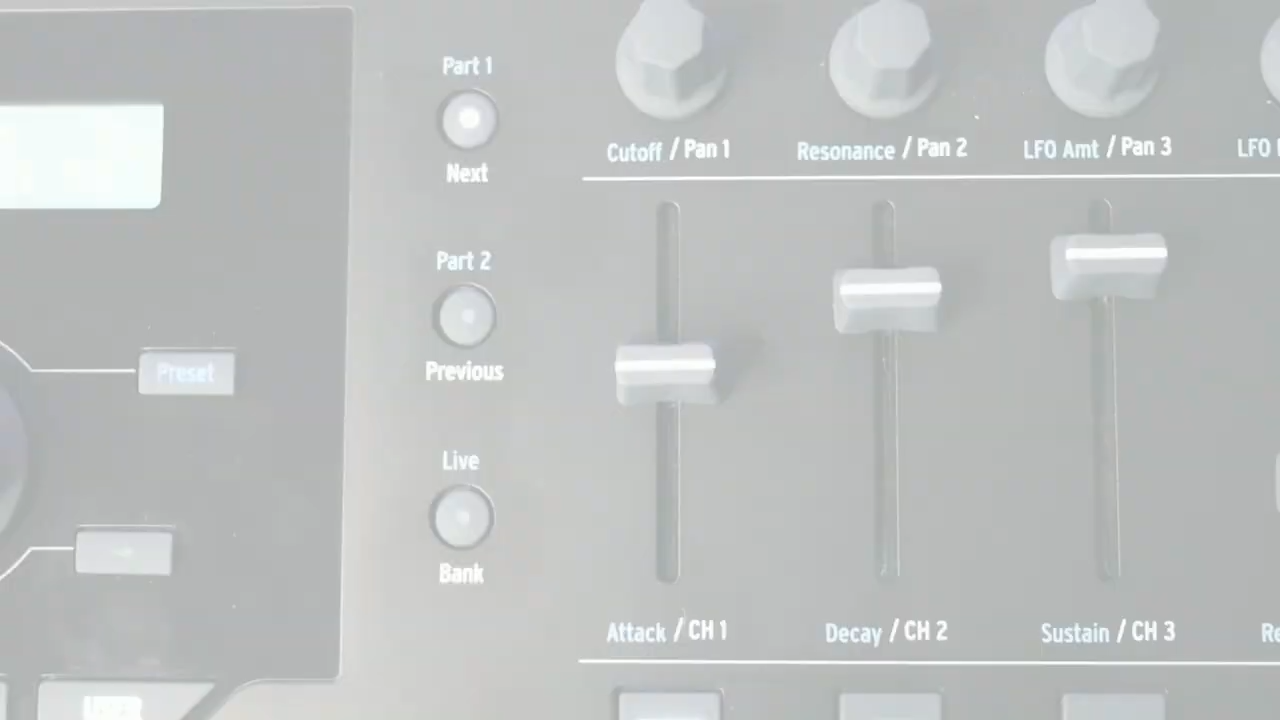 Part 1
Next
Part 2
Previous
Live
Bank
Preset
Cutoff / Pan 1
Resonance / Pan 2
LFO Amt / Pan 3
LFO
Attack / CH 1
Decay / CH 2
Sustain / CH 3